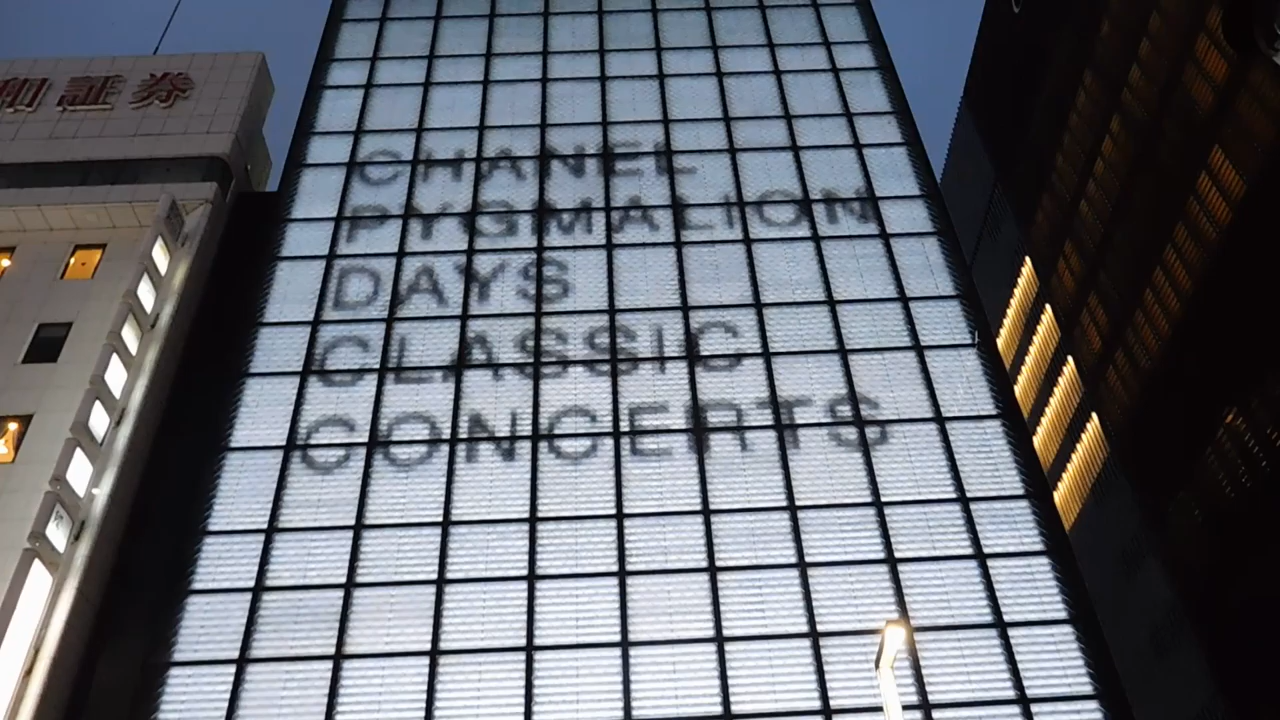 和証券
CHANEL
PYGMALION
DAYS
CLASSIC
CONCERTS